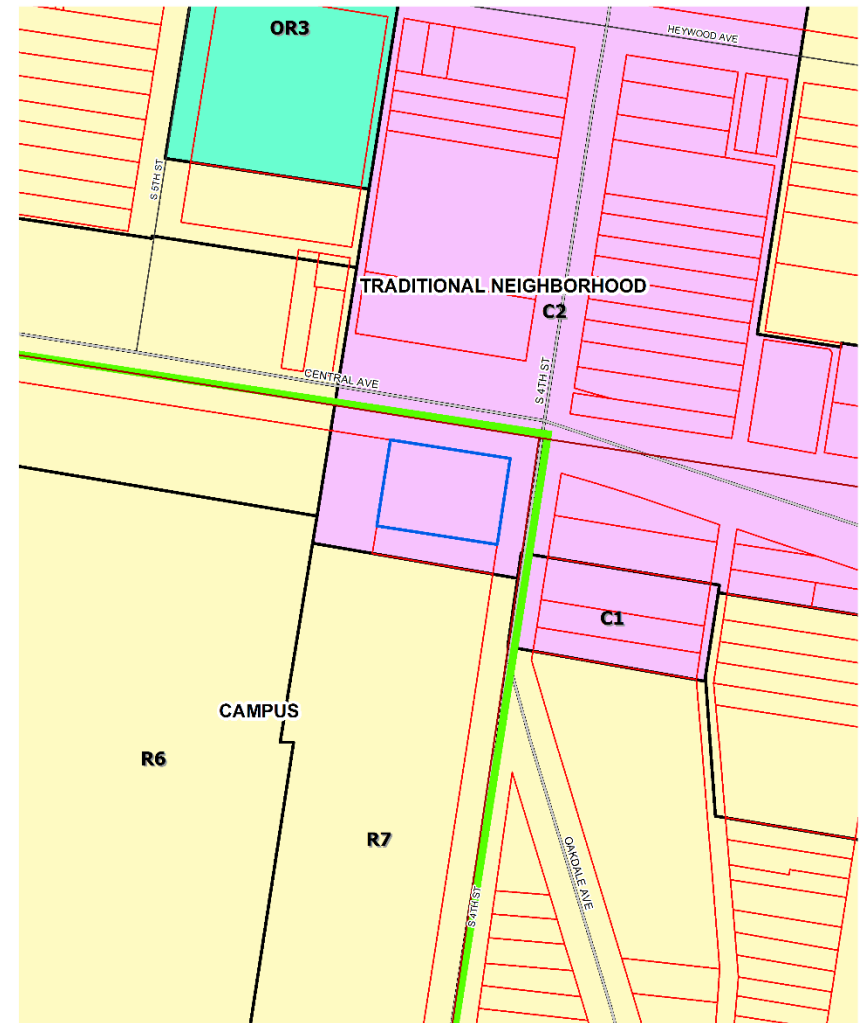 OR3
HEYWOOD AVE
S 5TH ST
TRADITIONAL NEIGHBORHOOD
C2
CENTRAL AVE
S 4TH ST
C1
CAMPUS
R6
R7
OAKDALE AVE
S 4TH ST